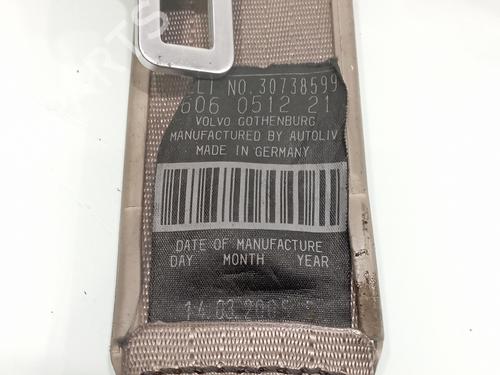 NO. 30738599
606 0512 21
VOLVO GOTHENBURG
MANUFACTURED BY AUTOLIV
MADE IN GERMANY
DATE OF MANUFACTURE
DAY MONTH YEAR
14.03.200